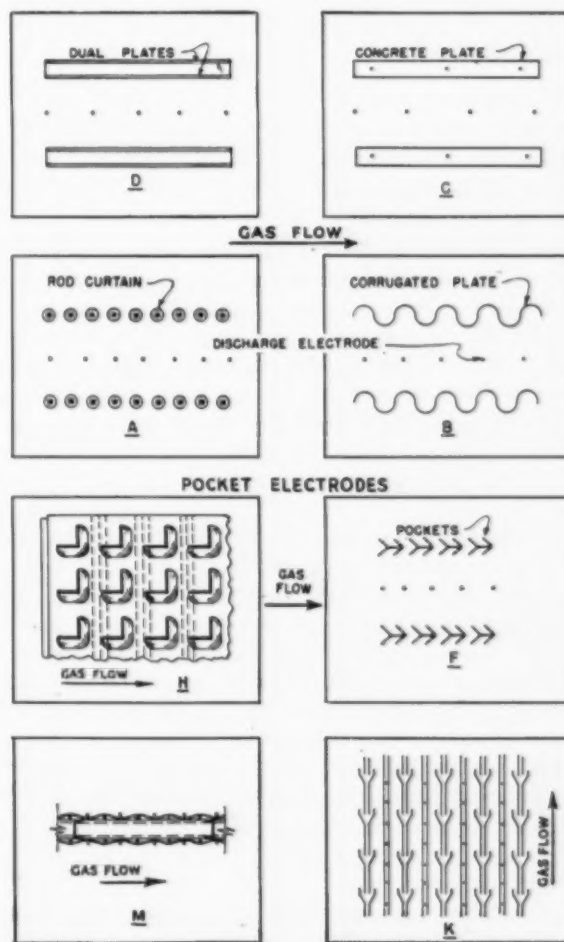 DUAL PLATES
D
CONCRETE PLATE
C
GAS FLOW
ROD CURTAIN
A
CORRUGATED PLATE
DISCHARGE ELECTRODE
B
POCKET ELECTRODES
GAS FLOW
H
GAS
FLOW
POCKETS
F
GAS FLOW
M
GAS FLOW
K